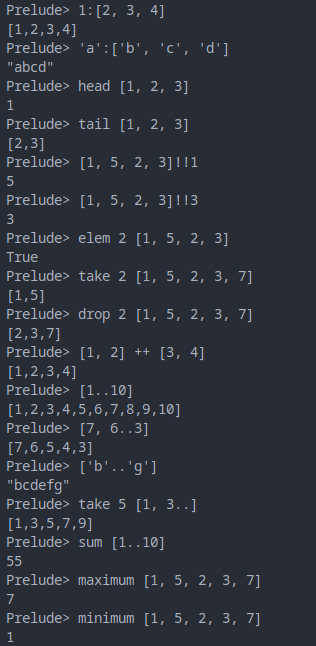 Prelude> 1:[2, 3, 4]
[1,2,3,4]
Prelude> 'a':['b', 'c', 'd']
"abcd"
Prelude> head [1, 2, 3]
1
Prelude> tail [1, 2, 3]
[2,3]
Prelude> [1, 5, 2, 3]!!1
5
Prelude> [1, 5, 2, 3]!!3
3
Prelude> elem 2 [1, 5, 2, 3]
True
Prelude> take 2 [1, 5, 2, 3, 7]
[1,5]
Prelude> drop 2 [1, 5, 2, 3, 7]
[2,3,7]
Prelude> [1, 2] ++ [3, 4]
[1,2,3,4]
Prelude> [1..10]
[1,2,3,4,5,6,7,8,9,10]
Prelude> [7, 6..3]
[7,6,5,4,3]
Prelude> ['b'..'g']
"bcdefg"
Prelude> take 5 [1, 3..]
[1,3,5,7,9]
Prelude> sum [1..10]
55
Prelude> maximum [1, 5, 2, 3, 7]
7
Prelude> minimum [1, 5, 2, 3, 7]
1